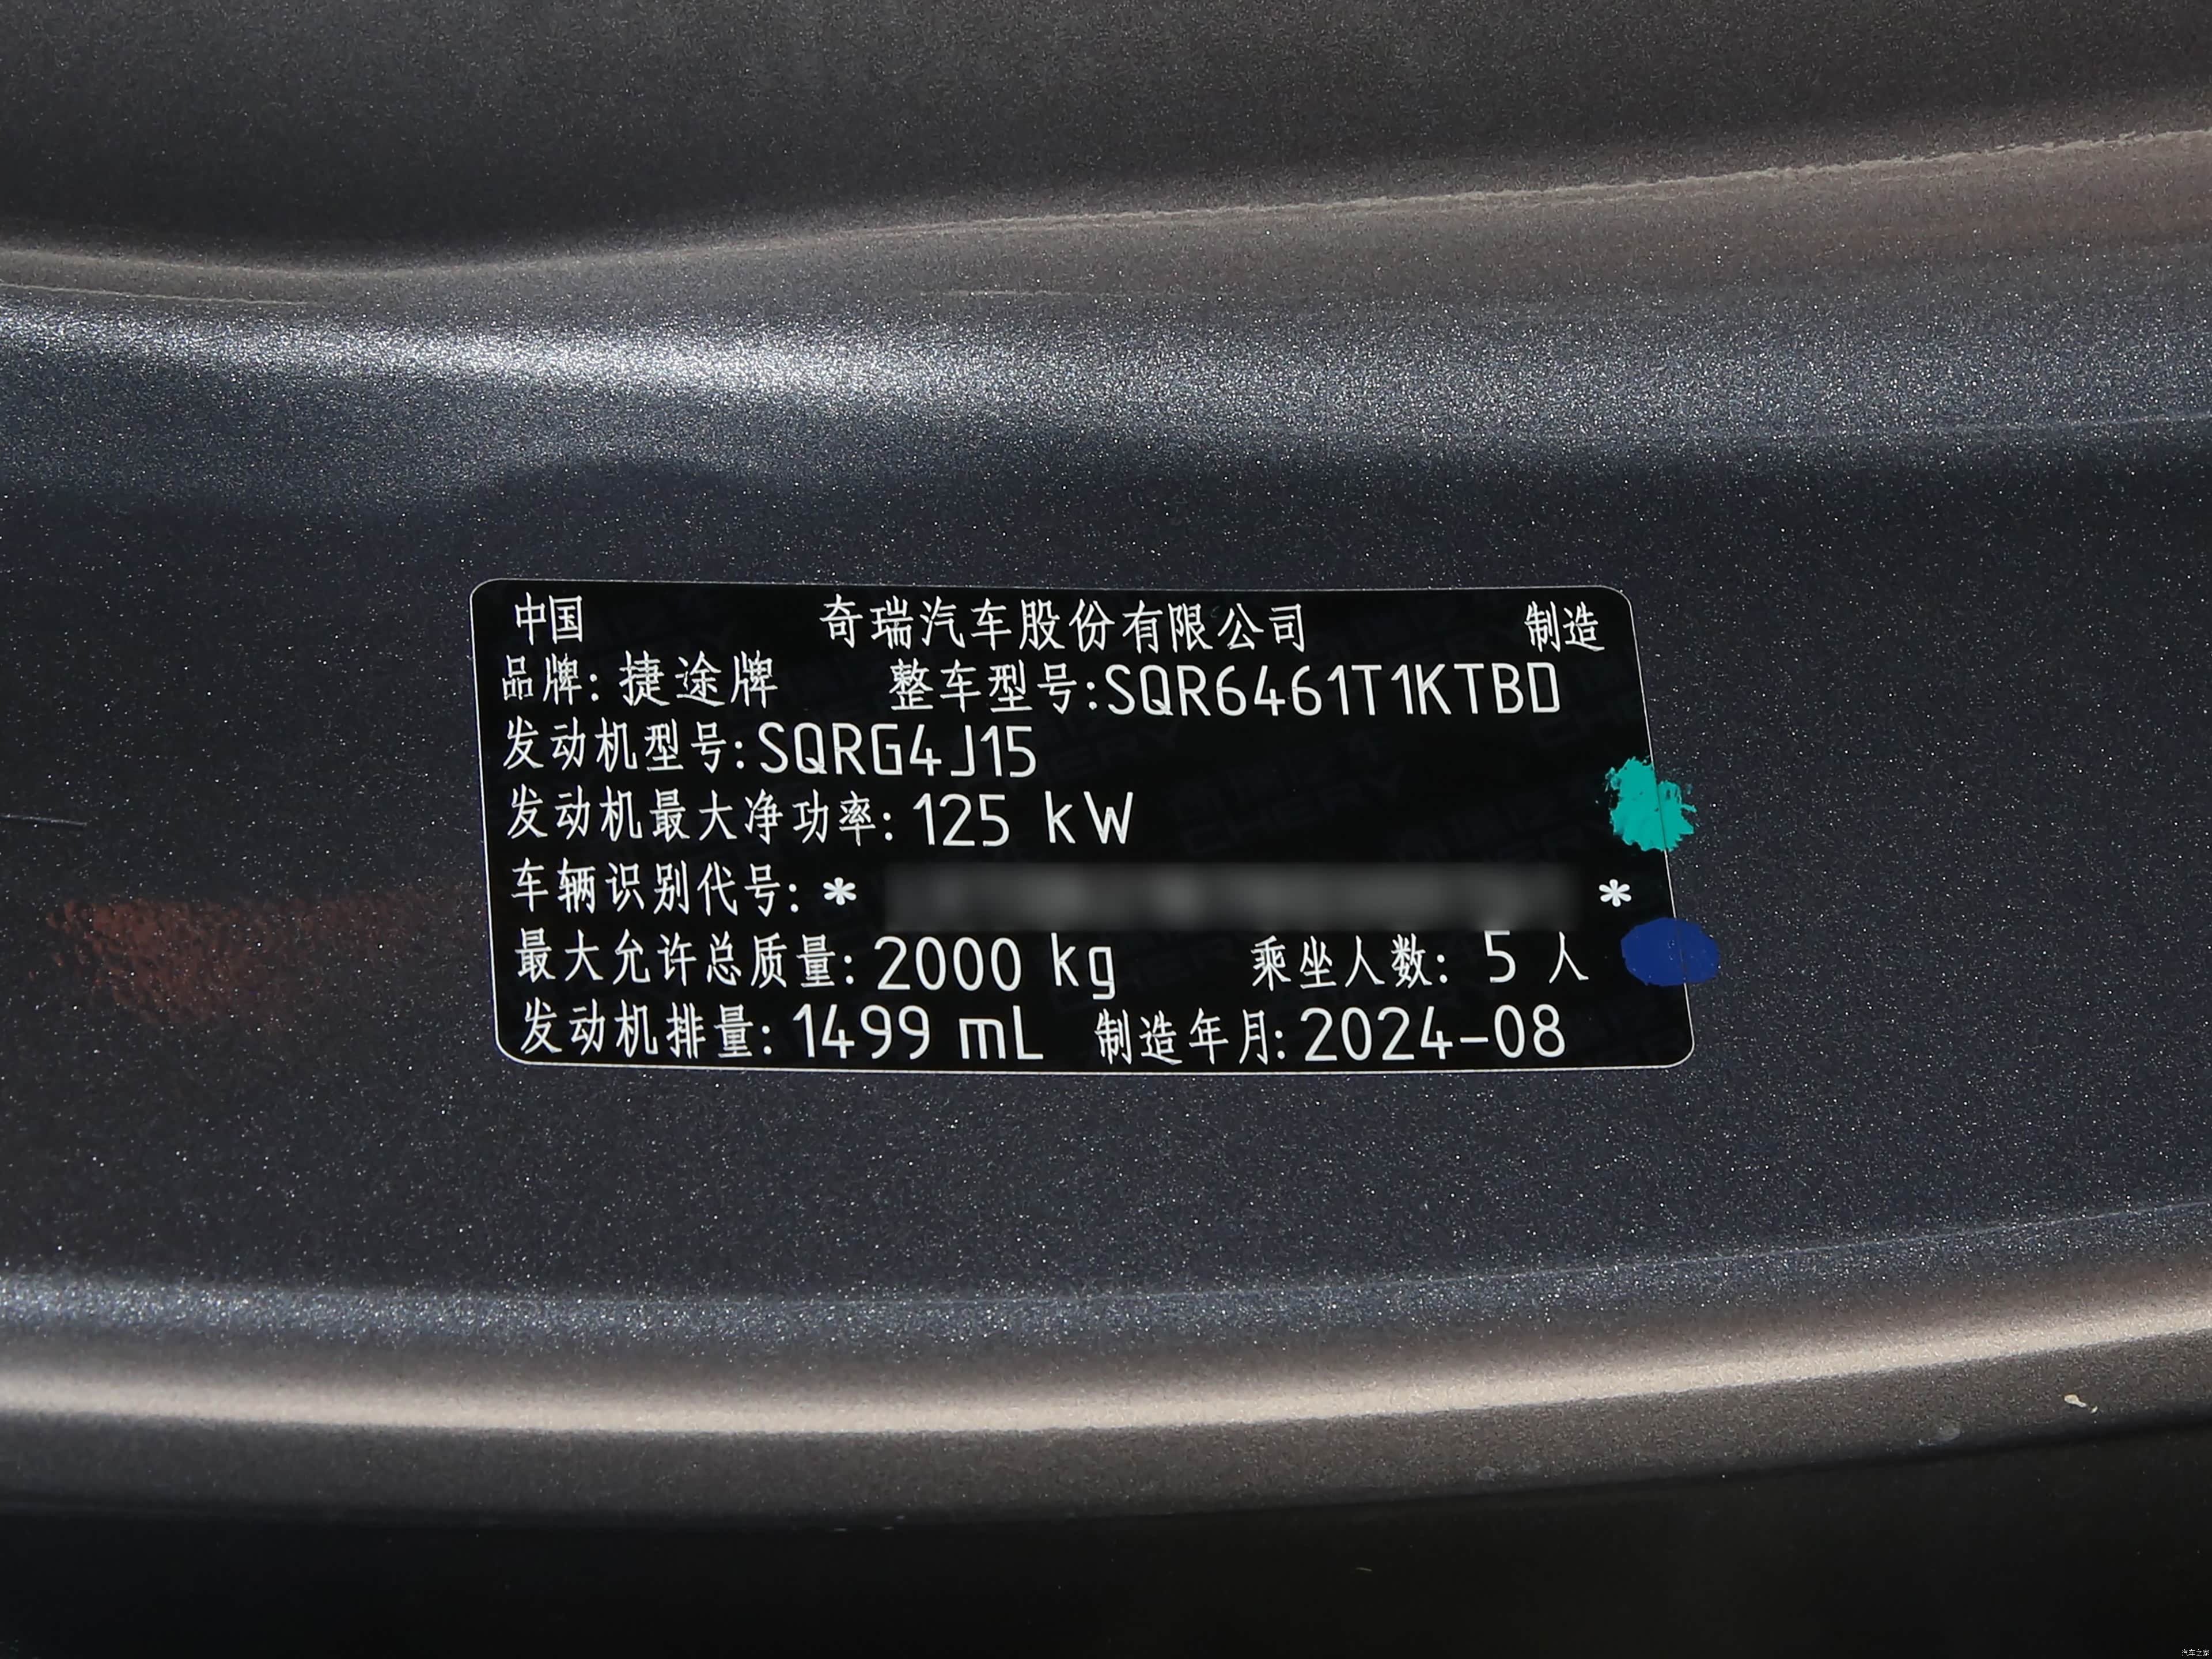 中国 奇瑞汽车股份有限公司 制造
品牌: 捷途牌 整车型号:SQR6461T1KTBD
发动机型号:SQRG4J15
发动机最大净功率: 125 kW
车辆识别代号: * *
最大允许总质量: 2000 kg 乘坐人数: 5 人
发动机排量: 1499 mL 制造年月:2024-08
汽车之家